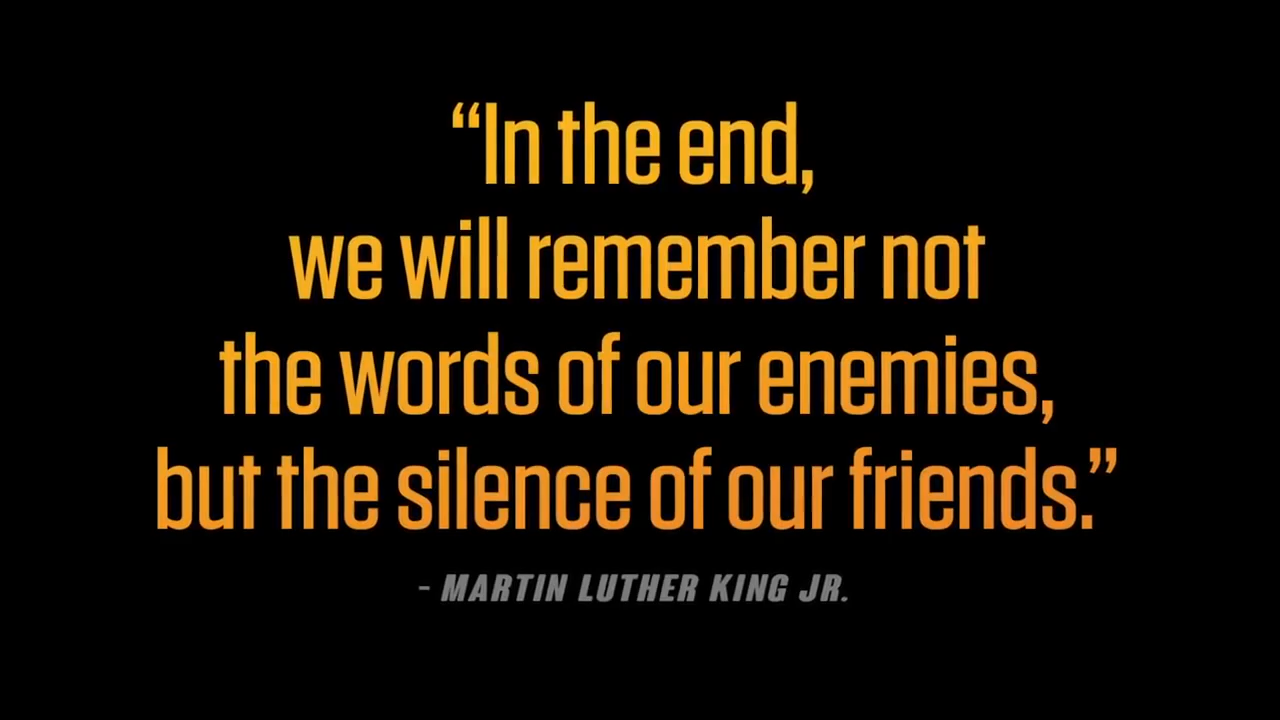 “In the end,
we will remember not
the words of our enemies,
but the silence of our friends.”
- MARTIN LUTHER KING JR.